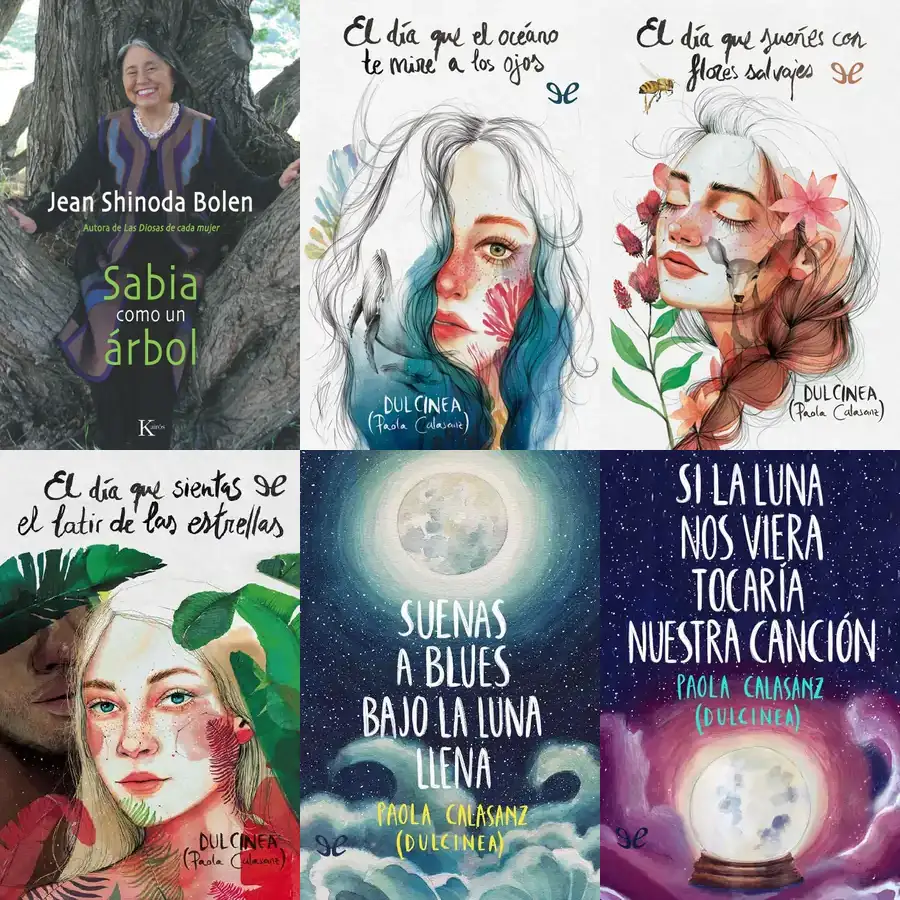 Jean Shinoda Bolen
Autora de Las Diosas de cada mujer
Sabia
como un
árbol
Kairós
El día que el océano
te mire a los ojos
DULCINEA
(Paola Calasanz)
El día que sueñes con
flores salvajes
DULCINEA
(Paola Calasanz)
El día que sientas
el latir de las estrellas
DULCINEA
(Paola Calasanz)
SUENAS
A BLUES
BAJO LA LUNA
LLENA
PAOLA CALASANZ
(DULCINEA)
SI LA LUNA
NOS VIERA
TOCARÍA
NUESTRA CANCIÓN
PAOLA CALASANZ
(DULCINEA)